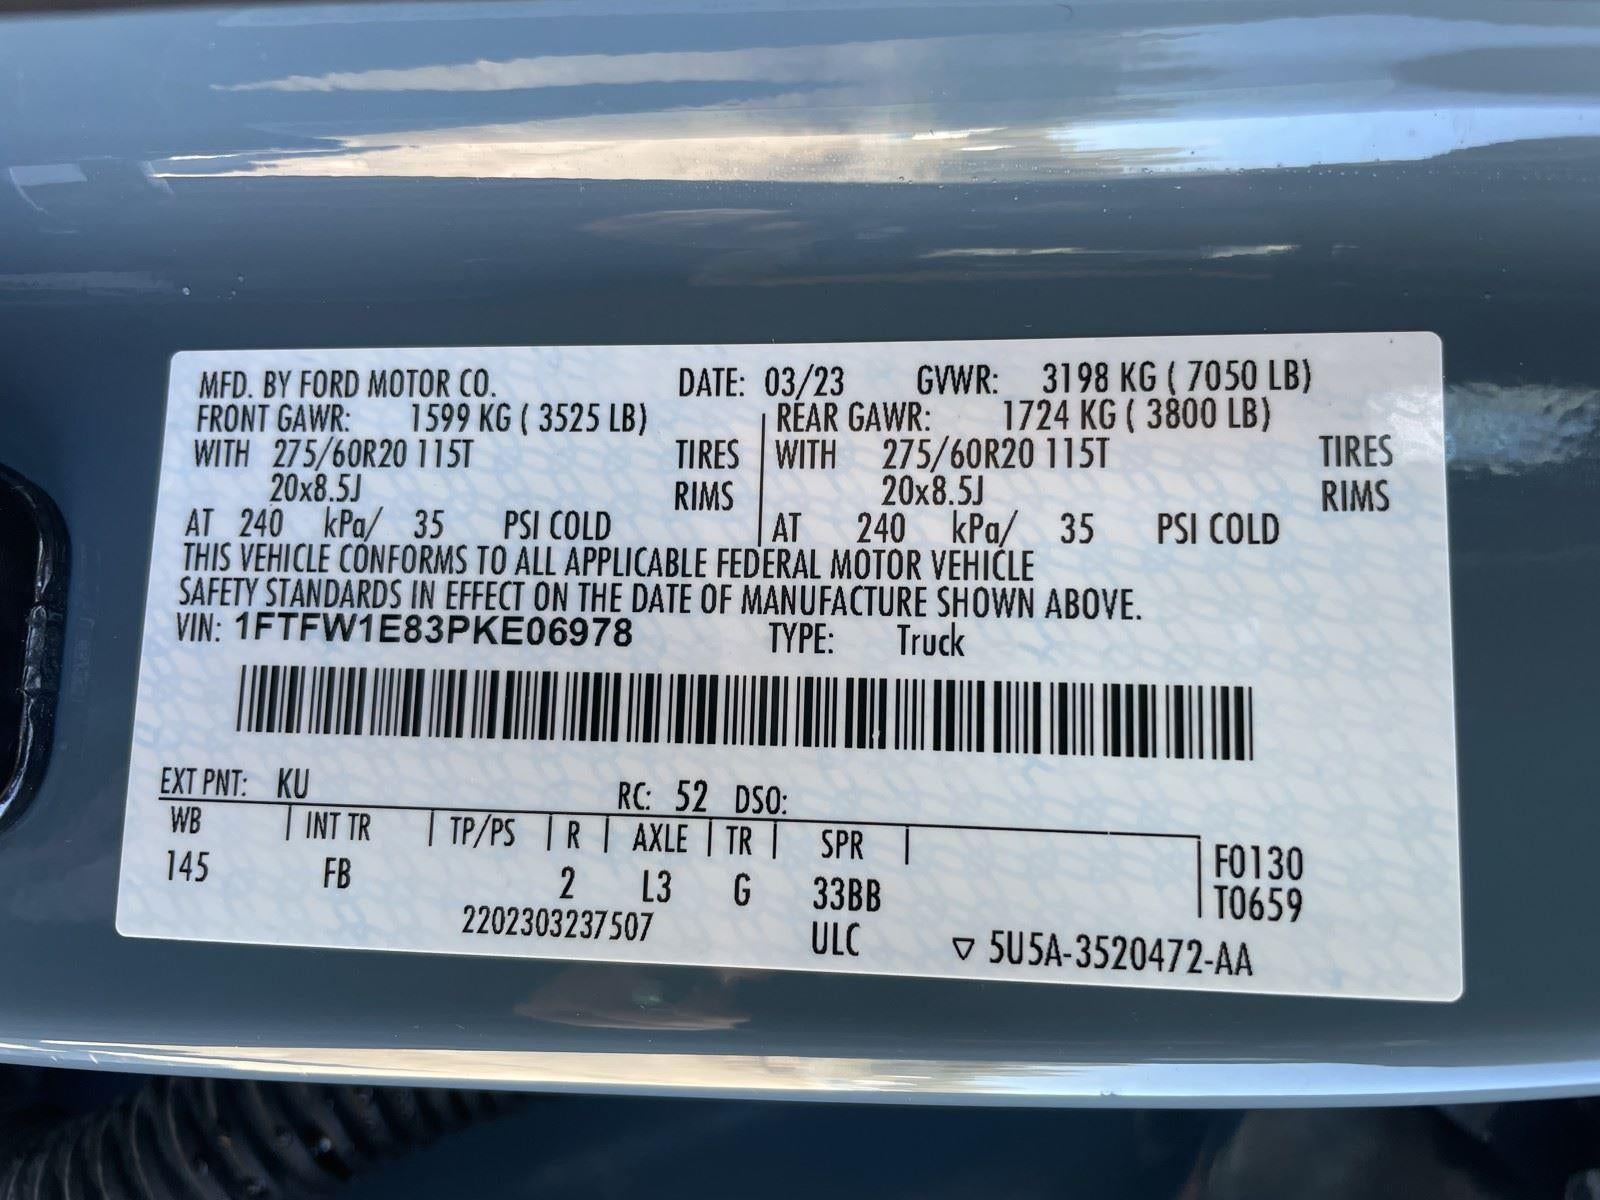 MFD. BY FORD MOTOR CO. DATE: 03/23 GVWR: 3198 KG ( 7050 LB)
FRONT GAWR: 1599 KG ( 3525 LB) REAR GAWR: 1724 KG ( 3800 LB)
WITH 275/60R20 115T TIRES WITH 275/60R20 115T TIRES
20x8.5J RIMS 20x8.5J RIMS
AT 240 kPa/ 35 PSI COLD AT 240 kPa/ 35 PSI COLD
THIS VEHICLE CONFORMS TO ALL APPLICABLE FEDERAL MOTOR VEHICLE
SAFETY STANDARDS IN EFFECT ON THE DATE OF MANUFACTURE SHOWN ABOVE.
VIN: 1FTFW1E83PKE06978 TYPE: Truck
EXT PNT: KU RC: 52 DSO:
WB INT TR TP/PS R AXLE TR SPR F0130
145 FB 2 L3 G 33BB T0659
2202303237507 ULC ▽ 5U5A-3520472-AA